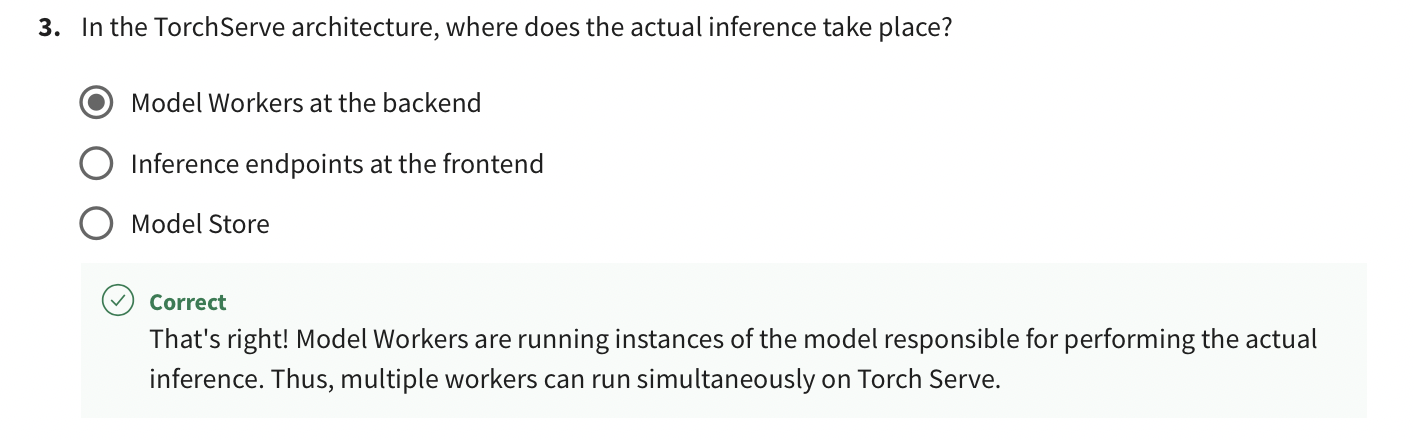 3. In the TorchServe architecture, where does the actual inference take place?
Model Workers at the backend
Inference endpoints at the frontend
Model Store
Correct
That's right! Model Workers are running instances of the model responsible for performing the actual
inference. Thus, multiple workers can run simultaneously on Torch Serve.